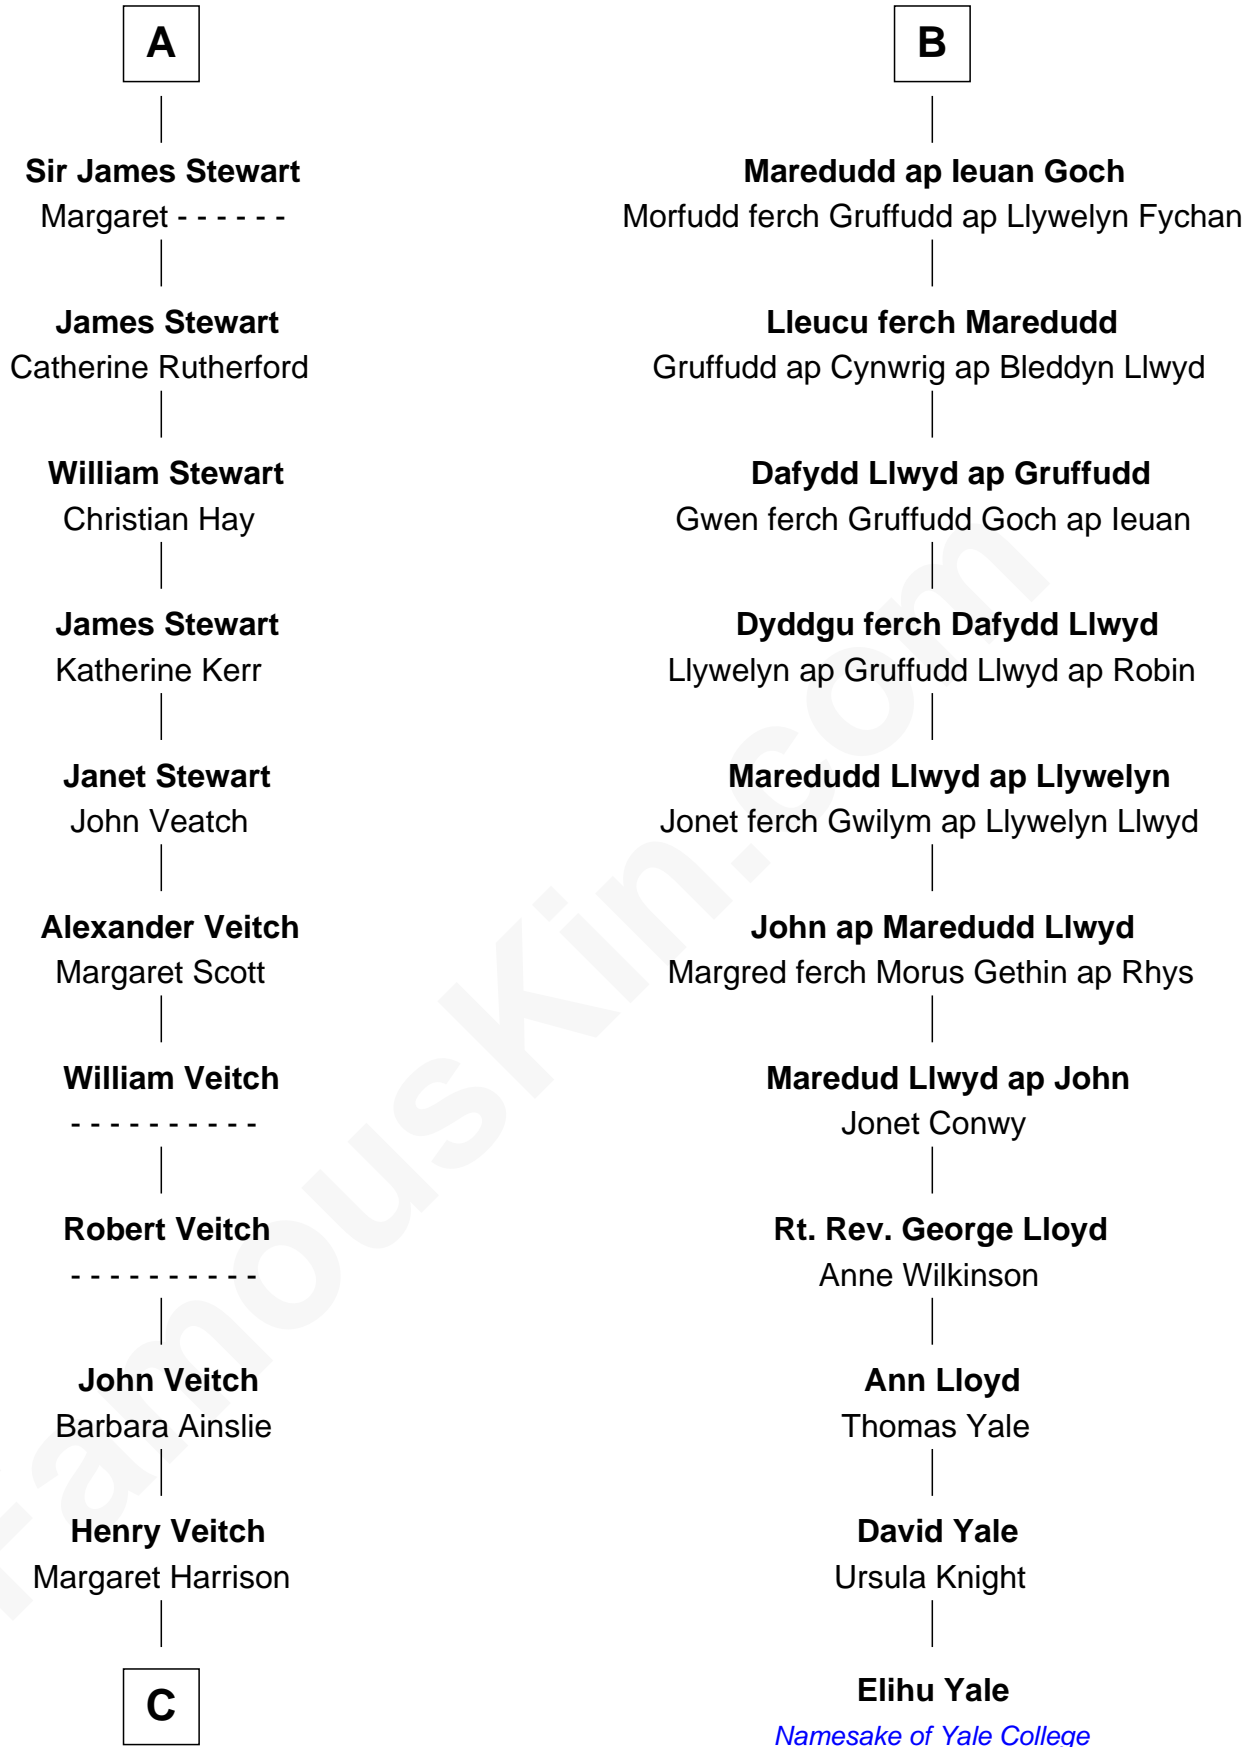 A
Sir James Stewart
Margaret - - - - - -
James Stewart
Catherine Rutherford
William Stewart
Christian Hay
James Stewart
Katherine Kerr
Janet Stewart
John Veatch
Alexander Veitch
Margaret Scott
William Veitch
- - - - - - - - - -
Robert Veitch
- - - - - - - - - -
John Veitch
Barbara Ainslie
Henry Veitch
Margaret Harrison
C
B
Maredudd ap Ieuan Goch
Morfudd ferch Gruffudd ap Llywelyn Fychan
Lleucu ferch Maredudd
Gruffudd ap Cynwrig ap Bleddyn Llwyd
Dafydd Llwyd ap Gruffudd
Gwen ferch Gruffudd Goch ap Ieuan
Dyddgu ferch Dafydd Llwyd
Llywelyn ap Gruffudd Llwyd ap Robin
Maredudd Llwyd ap Llywelyn
Jonet ferch Gwilym ap Llywelyn Llwyd
John ap Maredudd Llwyd
Margred ferch Morus Gethin ap Rhys
Maredud Llwyd ap John
Jonet Conwy
Rt. Rev. George Lloyd
Anne Wilkinson
Ann Lloyd
Thomas Yale
David Yale
Ursula Knight
Elihu Yale
Namesake of Yale College
FamousKin.com